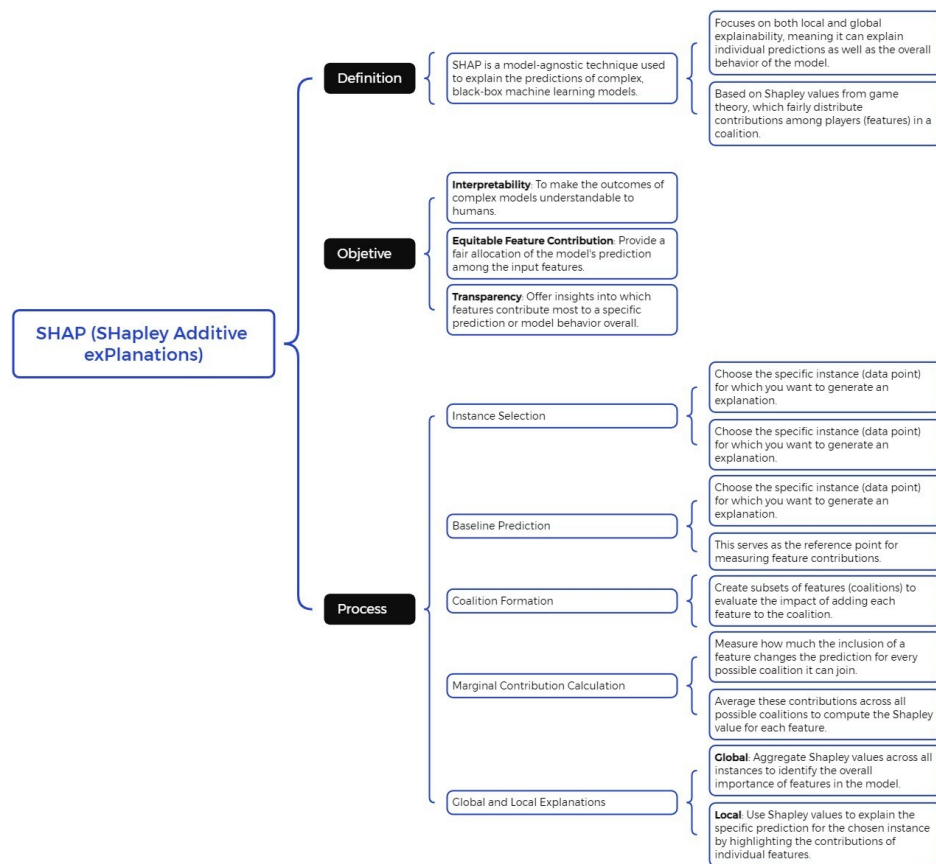 Focuses on both local and global
explainability, meaning it can explain
individual predictions as well as the overall
behavior of the model.
Definition
SHAP is a model-agnostic technique used
to explain the predictions of complex,
black-box machine learning models.
Based on Shapley values from game
theory, which fairly distribute
contributions among players (features) in a
coalition.
Interpretability: To make the outcomes of
complex models understandable to
humans.
Objetive
Equitable Feature Contribution: Provide a
fair allocation of the model's prediction
among the input features.
Transparency: Offer insights into which
features contribute most to a specific
prediction or model behavior overall.
SHAP (SHapley Additive
exPlanations)
Process
Instance Selection
Choose the specific instance (data point)
for which you want to generate an
explanation.
Choose the specific instance (data point)
for which you want to generate an
explanation.
Baseline Prediction
Choose the specific instance (data point)
for which you want to generate an
explanation.
This serves as the reference point for
measuring feature contributions.
Coalition Formation
Create subsets of features (coalitions) to
evaluate the impact of adding each
feature to the coalition.
Marginal Contribution Calculation
Measure how much the inclusion of a
feature changes the prediction for every
possible coalition it can join.
Average these contributions across all
possible coalitions to compute the Shapley
value for each feature.
Global and Local Explanations
Global: Aggregate Shapley values across all
instances to identify the overall
importance of features in the model.
Local: Use Shapley values to explain the
specific prediction for the chosen instance
by highlighting the contributions of
individual features.